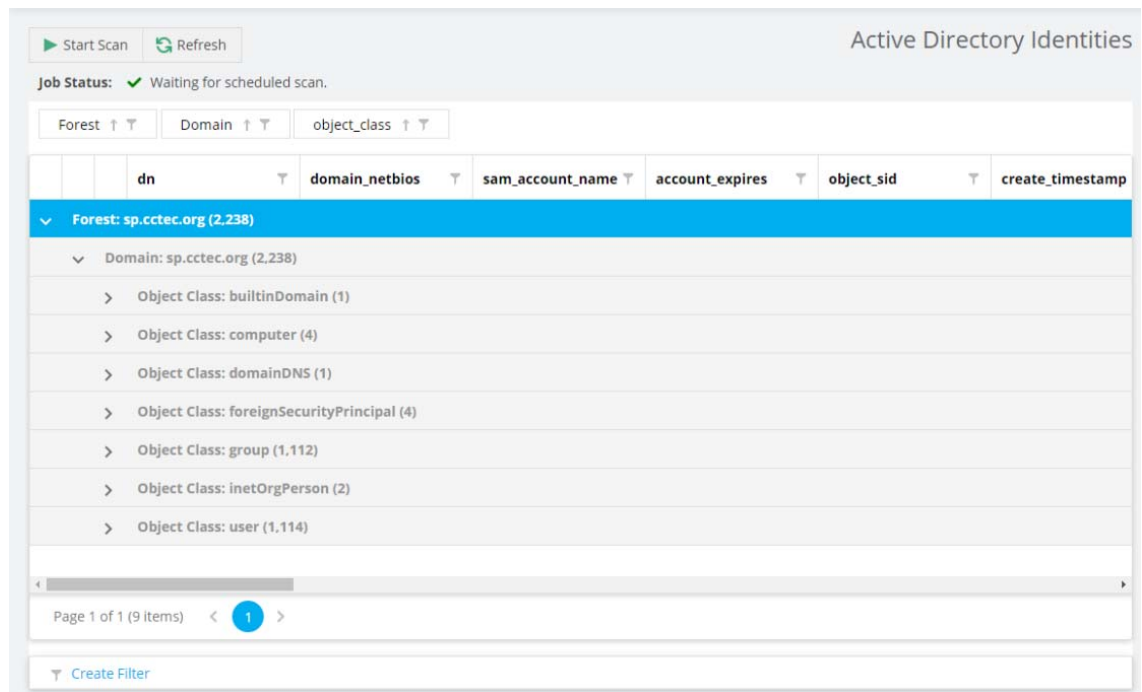 Start Scan Refresh Active Directory Identities
Job Status: Waiting for scheduled scan.
Forest Domain object_class
dn domain_netbios sam_account_name account_expires object_sid create_timestamp
Forest: sp.cctec.org (2,238)
Domain: sp.cctec.org (2,238)
Object Class: builtinDomain (1)
Object Class: computer (4)
Object Class: domainDNS (1)
Object Class: foreignSecurityPrincipal (4)
Object Class: group (1,112)
Object Class: inetOrgPerson (2)
Object Class: user (1,114)
Page 1 of 1 (9 items) < 1 >
Create Filter